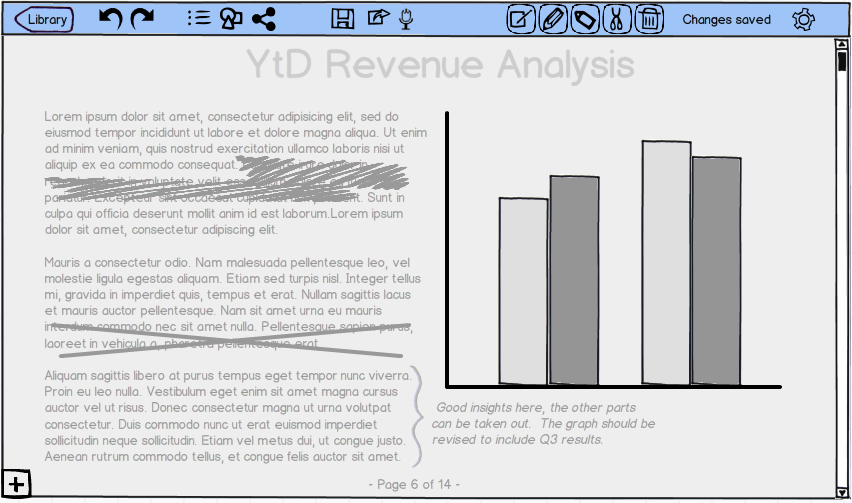 Library
Changes saved
YtD Revenue Analysis
Lorem ipsum dolor sit amet, consectetur adipisicing elit, sed do
eiusmod tempor incididunt ut labore et dolore magna aliqua. Ut enim
ad minim veniam, quis nostrud exercitation ullamco laboris nisi ut
aliquip ex ea commodo consequat.
in voluptate velit
pariatur. Excepteur sint occaecat Sunt in
culpa qui officia deserunt mollit anim id est laborum.Lorem ipsum
dolor sit amet, consectetur adipiscing elit.
Mauris a consectetur odio. Nam malesuada pellentesque leo, vel
molestie ligula egestas aliquam. Etiam sed turpis nisl. Integer tellus
mi, gravida in imperdiet quis, tempus et erat. Nullam sagittis lacus
et mauris auctor pellentesque. Nam sit amet urna eu mauris
interdum commodo nec sit amet nulla. Pellentesque sapien purus,
laoreet in vehicula a, pharetra pellentesque erat.
Aliquam sagittis libero at purus tempus eget tempor nunc viverra.
Proin eu leo nulla. Vestibulum eget enim sit amet magna cursus
auctor vel ut risus. Donec consectetur magna ut urna volutpat
consectetur. Duis commodo nunc ut erat euismod imperdiet
sollicitudin neque sollicitudin. Etiam vel metus dui, ut congue justo.
Aenean rutrum commodo tellus, et congue felis auctor sit amet.
Good insights here, the other parts
can be taken out. The graph should be
revised to include Q3 results.
- Page 6 of 14 -